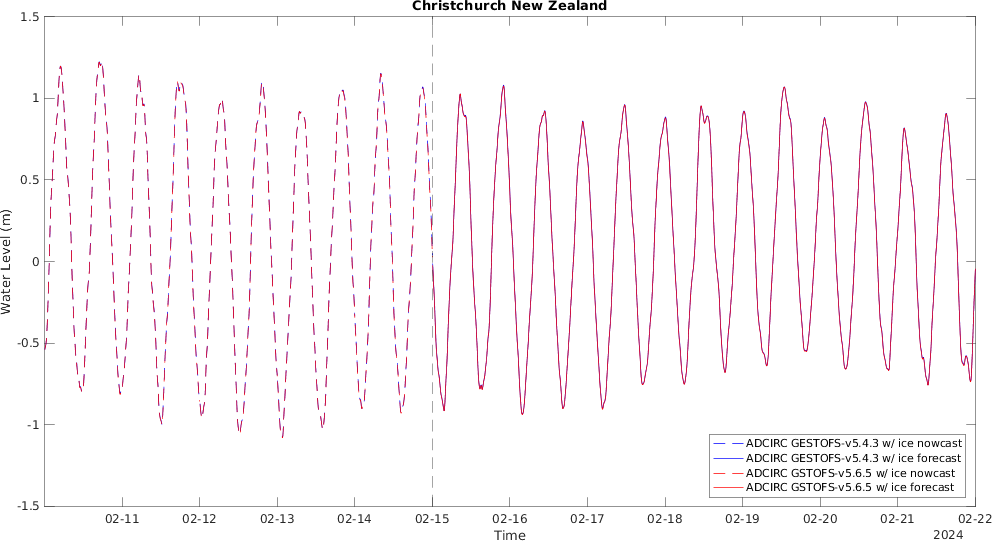 Christchurch New Zealand
1.5
1
0.5
0
-0.5
-1
-1.5
Water Level (m)
ADCIRC GESTOFS-v5.4.3 w/ ice nowcast
ADCIRC GESTOFS-v5.4.3 w/ ice forecast
ADCIRC GSTOFS-v5.6.5 w/ ice nowcast
ADCIRC GSTOFS-v5.6.5 w/ ice forecast
02-11 02-12 02-13 02-14 02-15 02-16 02-17 02-18 02-19 02-20 02-21 02-22
Time
2024